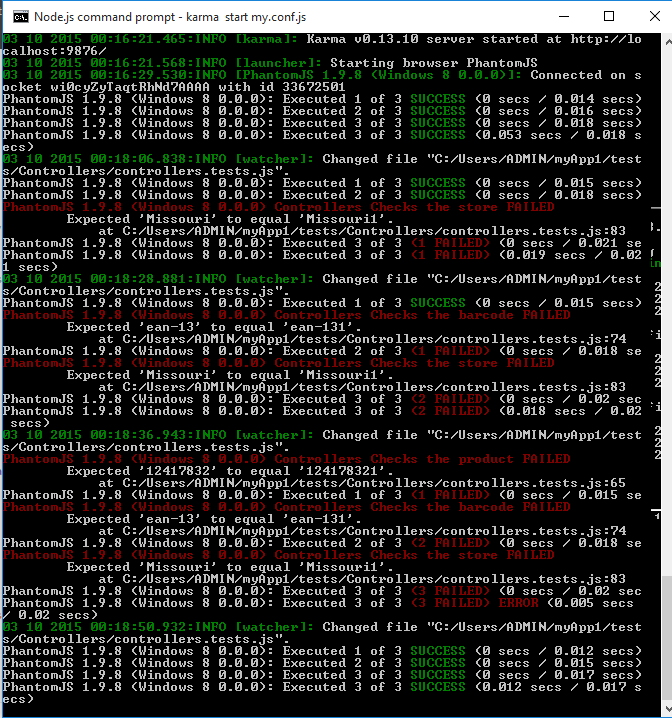 Node.js command prompt - karma start my.conf.js
03 10 2015 00:16:21.465:INFO [karma]: Karma v0.13.10 server started at http://lo
calhost:9876/
03 10 2015 00:16:21.568:INFO [launcher]: Starting browser PhantomJS
03 10 2015 00:16:29.530:INFO [PhantomJS 1.9.8 (Windows 8 0.0.0)]: Connected on s
ocket wi0cyZyTaqtRhNd7AAAA with id 33672501
PhantomJS 1.9.8 (Windows 8 0.0.0): Executed 1 of 3 SUCCESS (0 secs / 0.014 secs)
PhantomJS 1.9.8 (Windows 8 0.0.0): Executed 2 of 3 SUCCESS (0 secs / 0.016 secs)
PhantomJS 1.9.8 (Windows 8 0.0.0): Executed 3 of 3 SUCCESS (0 secs / 0.018 secs)
PhantomJS 1.9.8 (Windows 8 0.0.0): Executed 3 of 3 SUCCESS (0.053 secs / 0.018 s
ecs)
03 10 2015 00:18:06.838:INFO [watcher]: Changed file "C:/Users/ADMIN/myApp1/test
s/Controllers/controllers.tests.js".
PhantomJS 1.9.8 (Windows 8 0.0.0): Executed 1 of 3 SUCCESS (0 secs / 0.015 secs)
PhantomJS 1.9.8 (Windows 8 0.0.0): Executed 2 of 3 SUCCESS (0 secs / 0.018 secs)
PhantomJS 1.9.8 (Windows 8 0.0.0) Controllers Checks the store FAILED
Expected 'Missouri' to equal 'Missouri1'.
at C:/Users/ADMIN/myApp1/tests/Controllers/controllers.tests.js:83
PhantomJS 1.9.8 (Windows 8 0.0.0): Executed 3 of 3 (1 FAILED) (0 secs / 0.021 se
PhantomJS 1.9.8 (Windows 8 0.0.0): Executed 3 of 3 (1 FAILED) (0.019 secs / 0.02
1 secs)
03 10 2015 00:18:28.881:INFO [watcher]: Changed file "C:/Users/ADMIN/myApp1/test
s/Controllers/controllers.tests.js".
PhantomJS 1.9.8 (Windows 8 0.0.0): Executed 1 of 3 SUCCESS (0 secs / 0.015 secs)
PhantomJS 1.9.8 (Windows 8 0.0.0) Controllers Checks the barcode FAILED
Expected 'ean-13' to equal 'ean-131'.
at C:/Users/ADMIN/myApp1/tests/Controllers/controllers.tests.js:74
PhantomJS 1.9.8 (Windows 8 0.0.0): Executed 2 of 3 (1 FAILED) (0 secs / 0.018 se
PhantomJS 1.9.8 (Windows 8 0.0.0) Controllers Checks the store FAILED
Expected 'Missouri' to equal 'Missouri1'.
at C:/Users/ADMIN/myApp1/tests/Controllers/controllers.tests.js:83
PhantomJS 1.9.8 (Windows 8 0.0.0): Executed 3 of 3 (2 FAILED) (0 secs / 0.02 sec
PhantomJS 1.9.8 (Windows 8 0.0.0): Executed 3 of 3 (2 FAILED) (0.018 secs / 0.02
secs)
03 10 2015 00:18:36.943:INFO [watcher]: Changed file "C:/Users/ADMIN/myApp1/test
s/Controllers/controllers.tests.js".
PhantomJS 1.9.8 (Windows 8 0.0.0) Controllers Checks the product FAILED
Expected '12417832' to equal '124178321'.
at C:/Users/ADMIN/myApp1/tests/Controllers/controllers.tests.js:65
PhantomJS 1.9.8 (Windows 8 0.0.0): Executed 1 of 3 (1 FAILED) (0 secs / 0.015 se
PhantomJS 1.9.8 (Windows 8 0.0.0) Controllers Checks the barcode FAILED
Expected 'ean-13' to equal 'ean-131'.
at C:/Users/ADMIN/myApp1/tests/Controllers/controllers.tests.js:74
PhantomJS 1.9.8 (Windows 8 0.0.0): Executed 2 of 3 (2 FAILED) (0 secs / 0.018 se
PhantomJS 1.9.8 (Windows 8 0.0.0) Controllers Checks the store FAILED
Expected 'Missouri' to equal 'Missouri1'.
at C:/Users/ADMIN/myApp1/tests/Controllers/controllers.tests.js:83
PhantomJS 1.9.8 (Windows 8 0.0.0): Executed 3 of 3 (3 FAILED) (0 secs / 0.02 sec
PhantomJS 1.9.8 (Windows 8 0.0.0): Executed 3 of 3 (3 FAILED) ERROR (0.005 secs
/ 0.02 secs)
03 10 2015 00:18:50.932:INFO [watcher]: Changed file "C:/Users/ADMIN/myApp1/test
s/Controllers/controllers.tests.js".
PhantomJS 1.9.8 (Windows 8 0.0.0): Executed 1 of 3 SUCCESS (0 secs / 0.012 secs)
PhantomJS 1.9.8 (Windows 8 0.0.0): Executed 2 of 3 SUCCESS (0 secs / 0.015 secs)
PhantomJS 1.9.8 (Windows 8 0.0.0): Executed 3 of 3 SUCCESS (0 secs / 0.017 secs)
PhantomJS 1.9.8 (Windows 8 0.0.0): Executed 3 of 3 SUCCESS (0.012 secs / 0.017 s
ecs)